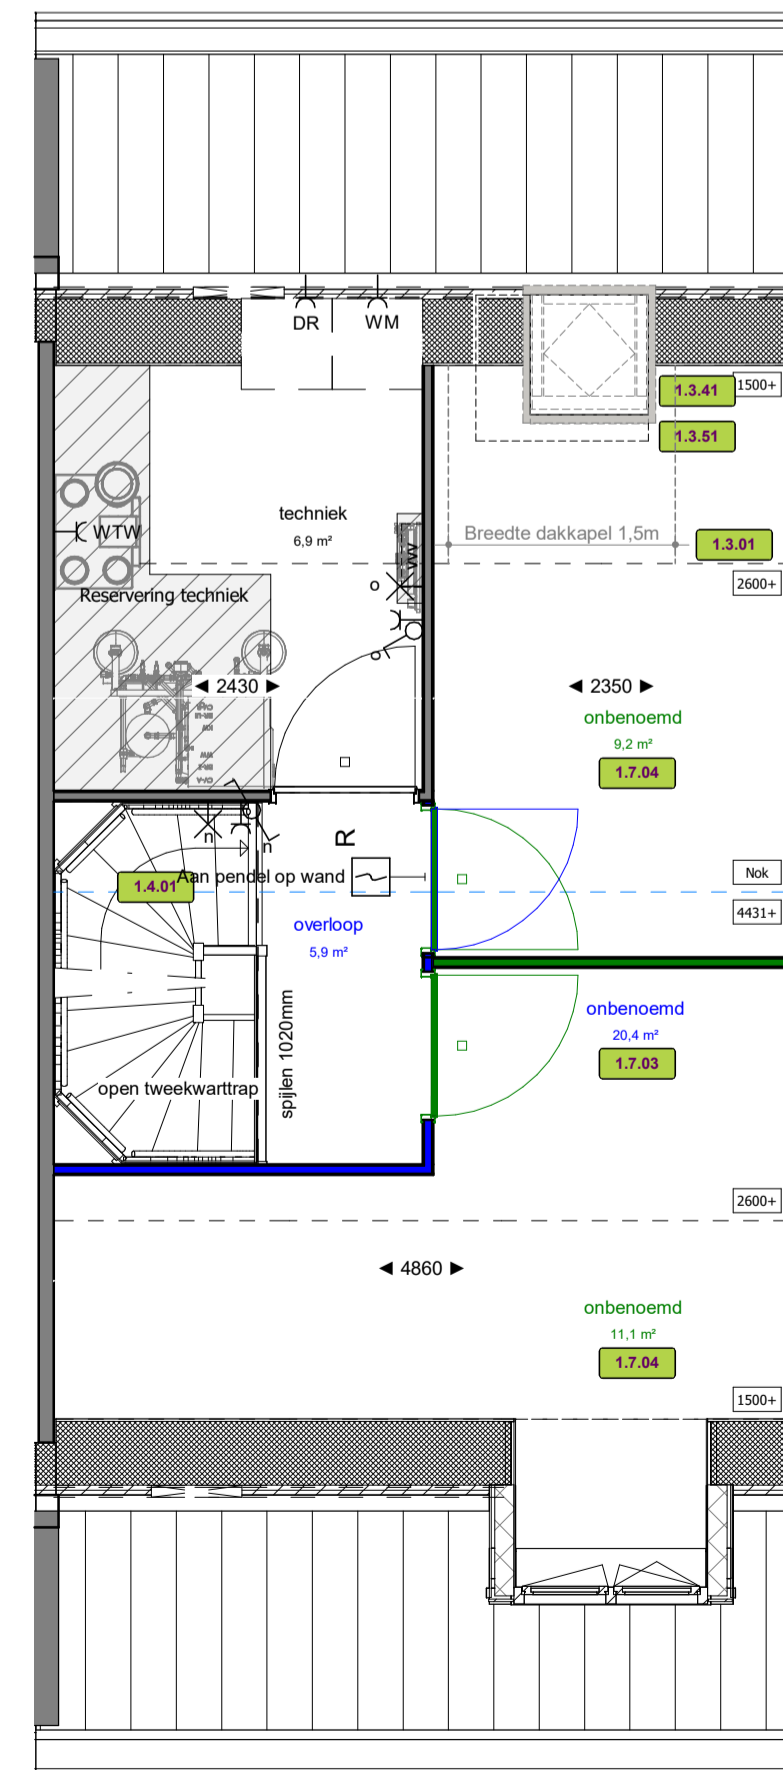 DR
WM
1.3.41
1500+
1.3.51
techniek
6,9 m²
Breedte dakkapel 1,5m
1.3.01
WTW
WV
o
2600+
Reservering techniek
o
◄ 2430 ►
◄ 2350 ►
onbenoemd
9,2 m²
1.7.04
n
n
R
Aan pendel op wand
1.4.01
Nok
4431+
overloop
5,9 m²
onbenoemd
20,4 m²
1.7.03
spijlen 1020mm
open tweekwarttrap
2600+
◄ 4860 ►
onbenoemd
11,1 m²
1.7.04
1500+